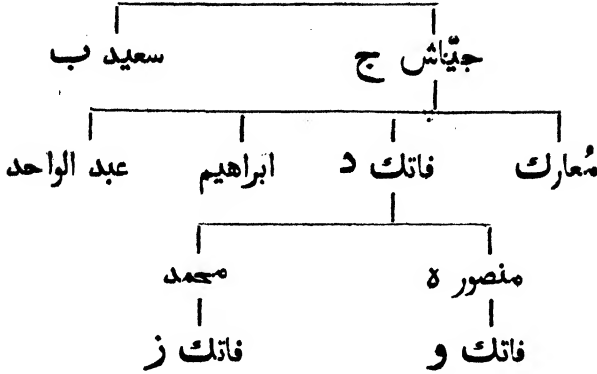 جيّاش ج سعيد ب
مُعارك فاتك د ابراهيم عبد الواحد
منصور ه محمد
فاتك و فاتك ز